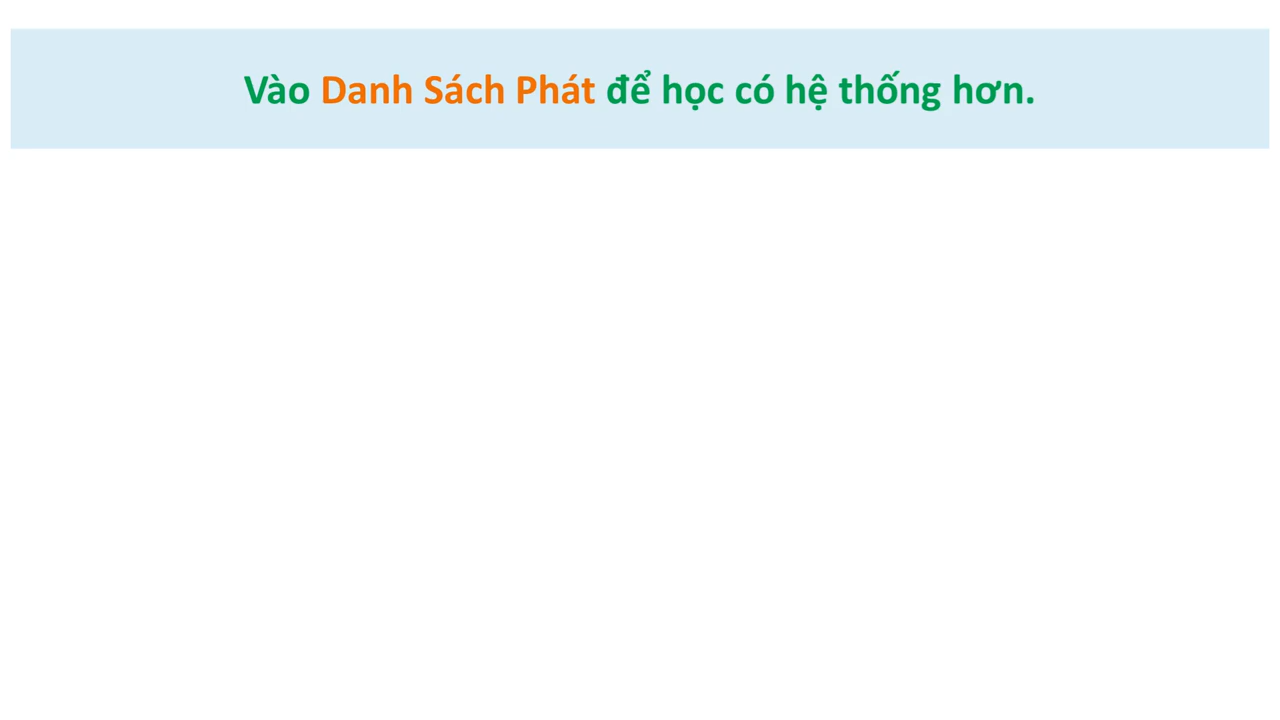 Vào Danh Sách Phát để học có hệ thống hơn.